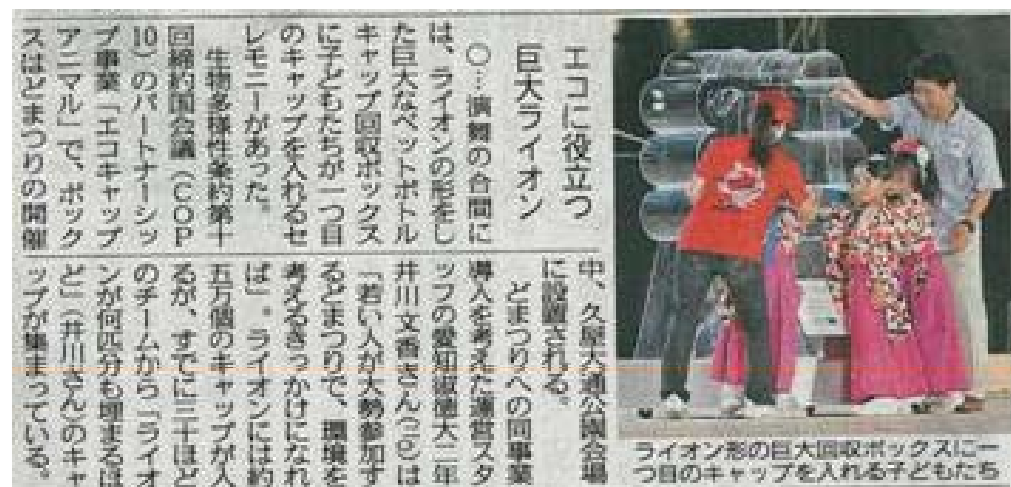 エコに役立つ
巨大ライオン
○…演舞の合間に
は、ライオンの形をし
た巨大なペットボトル
キャップ回収ボックス
に子どもたちが一つ目
のキャップを入れるセ
レモニーがあった。
生物多様性条約第十
回締約国会議（ＣＯＰ
10）のパートナーシッ
プ事業「エコキャップ
アニマル」で、ボック
スはどまつりの開催
中、久屋大通公園会場
に設置される。
どまつりへの同事業
導入を考えた運営スタ
ッフの愛知淑徳大二年
井川文香さん（）は
「若い人が大勢参加す
るどまつりで、環境を
考えるきっかけになれ
ば」。ライオンには約
五万個のキャップが入
るが、すでに三十ほど
のチームから「ライオ
ンが何匹分も埋まるほ
ど」（井川さん）のキャ
ップが集まっている。
ライオン形の巨大回収ボックスに一
つ目のキャップを入れる子どもたち